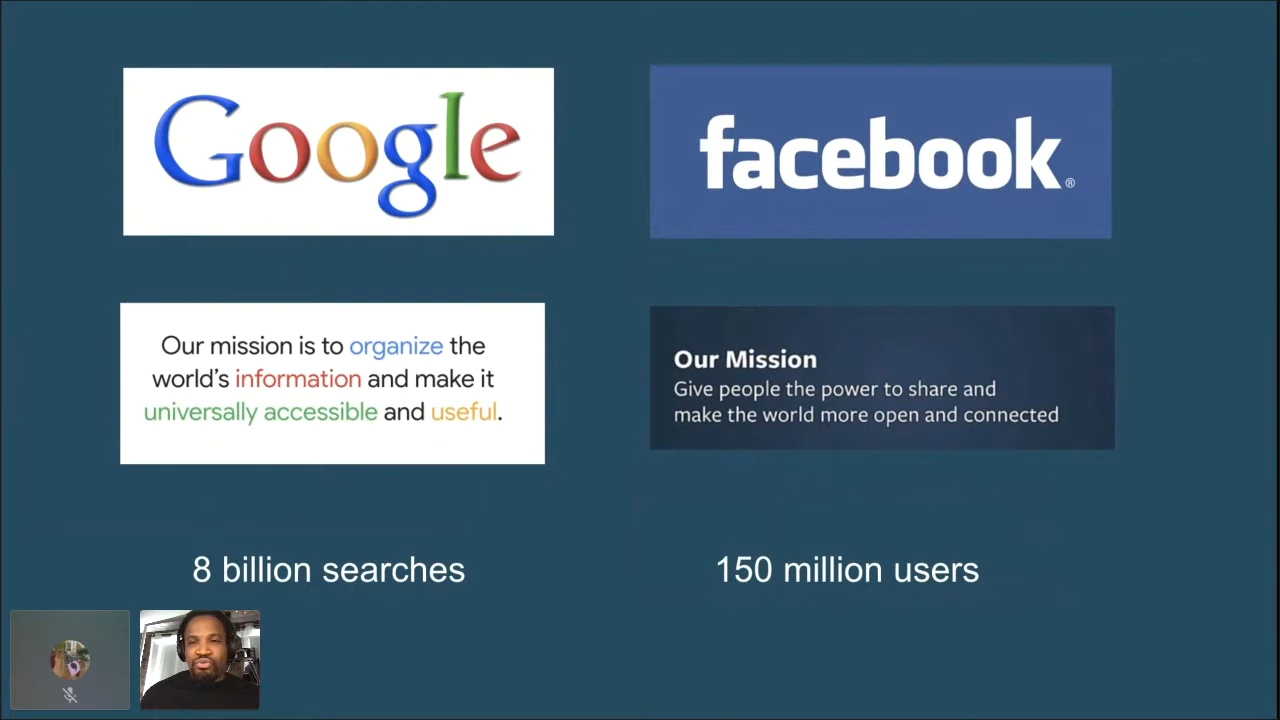 Google
facebook®
Our mission is to organize the
world's information and make it
universally accessible and useful.
Our Mission
Give people the power to share and
make the world more open and connected
8 billion searches
150 million users